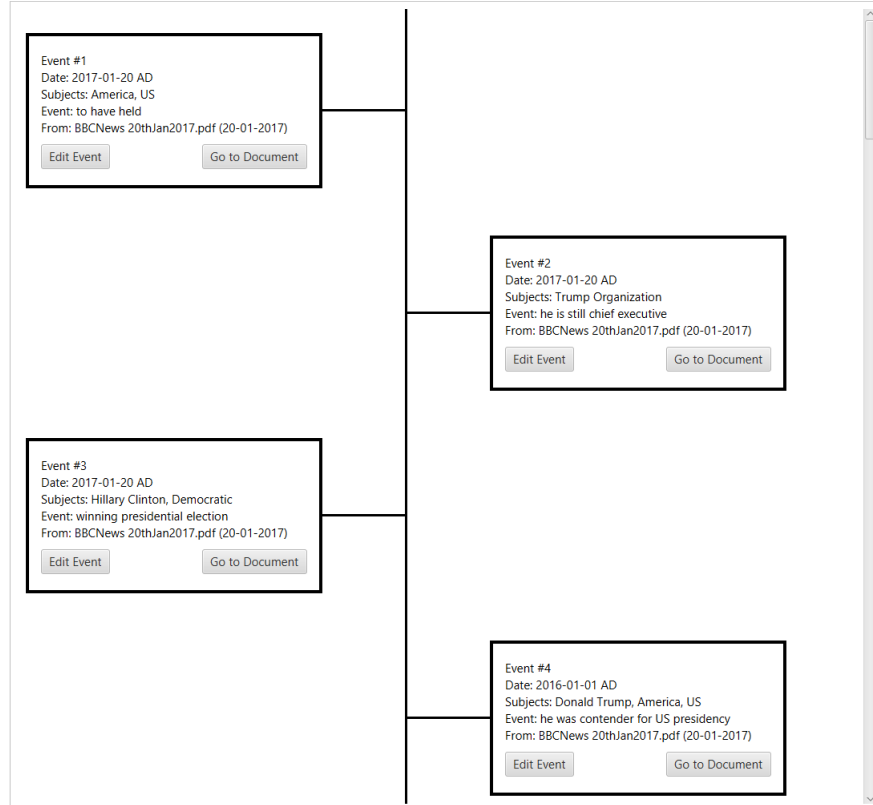 Event #1
Date: 2017-01-20 AD
Subjects: America, US
Event: to have held
From: BBCNews 20thJan2017.pdf (20-01-2017)
Edit Event Go to Document
Event #2
Date: 2017-01-20 AD
Subjects: Trump Organization
Event: he is still chief executive
From: BBCNews 20thJan2017.pdf (20-01-2017)
Edit Event Go to Document
Event #3
Date: 2017-01-20 AD
Subjects: Hillary Clinton, Democratic
Event: winning presidential election
From: BBCNews 20thJan2017.pdf (20-01-2017)
Edit Event Go to Document
Event #4
Date: 2016-01-01 AD
Subjects: Donald Trump, America, US
Event: he was contender for US presidency
From: BBCNews 20thJan2017.pdf (20-01-2017)
Edit Event Go to Document